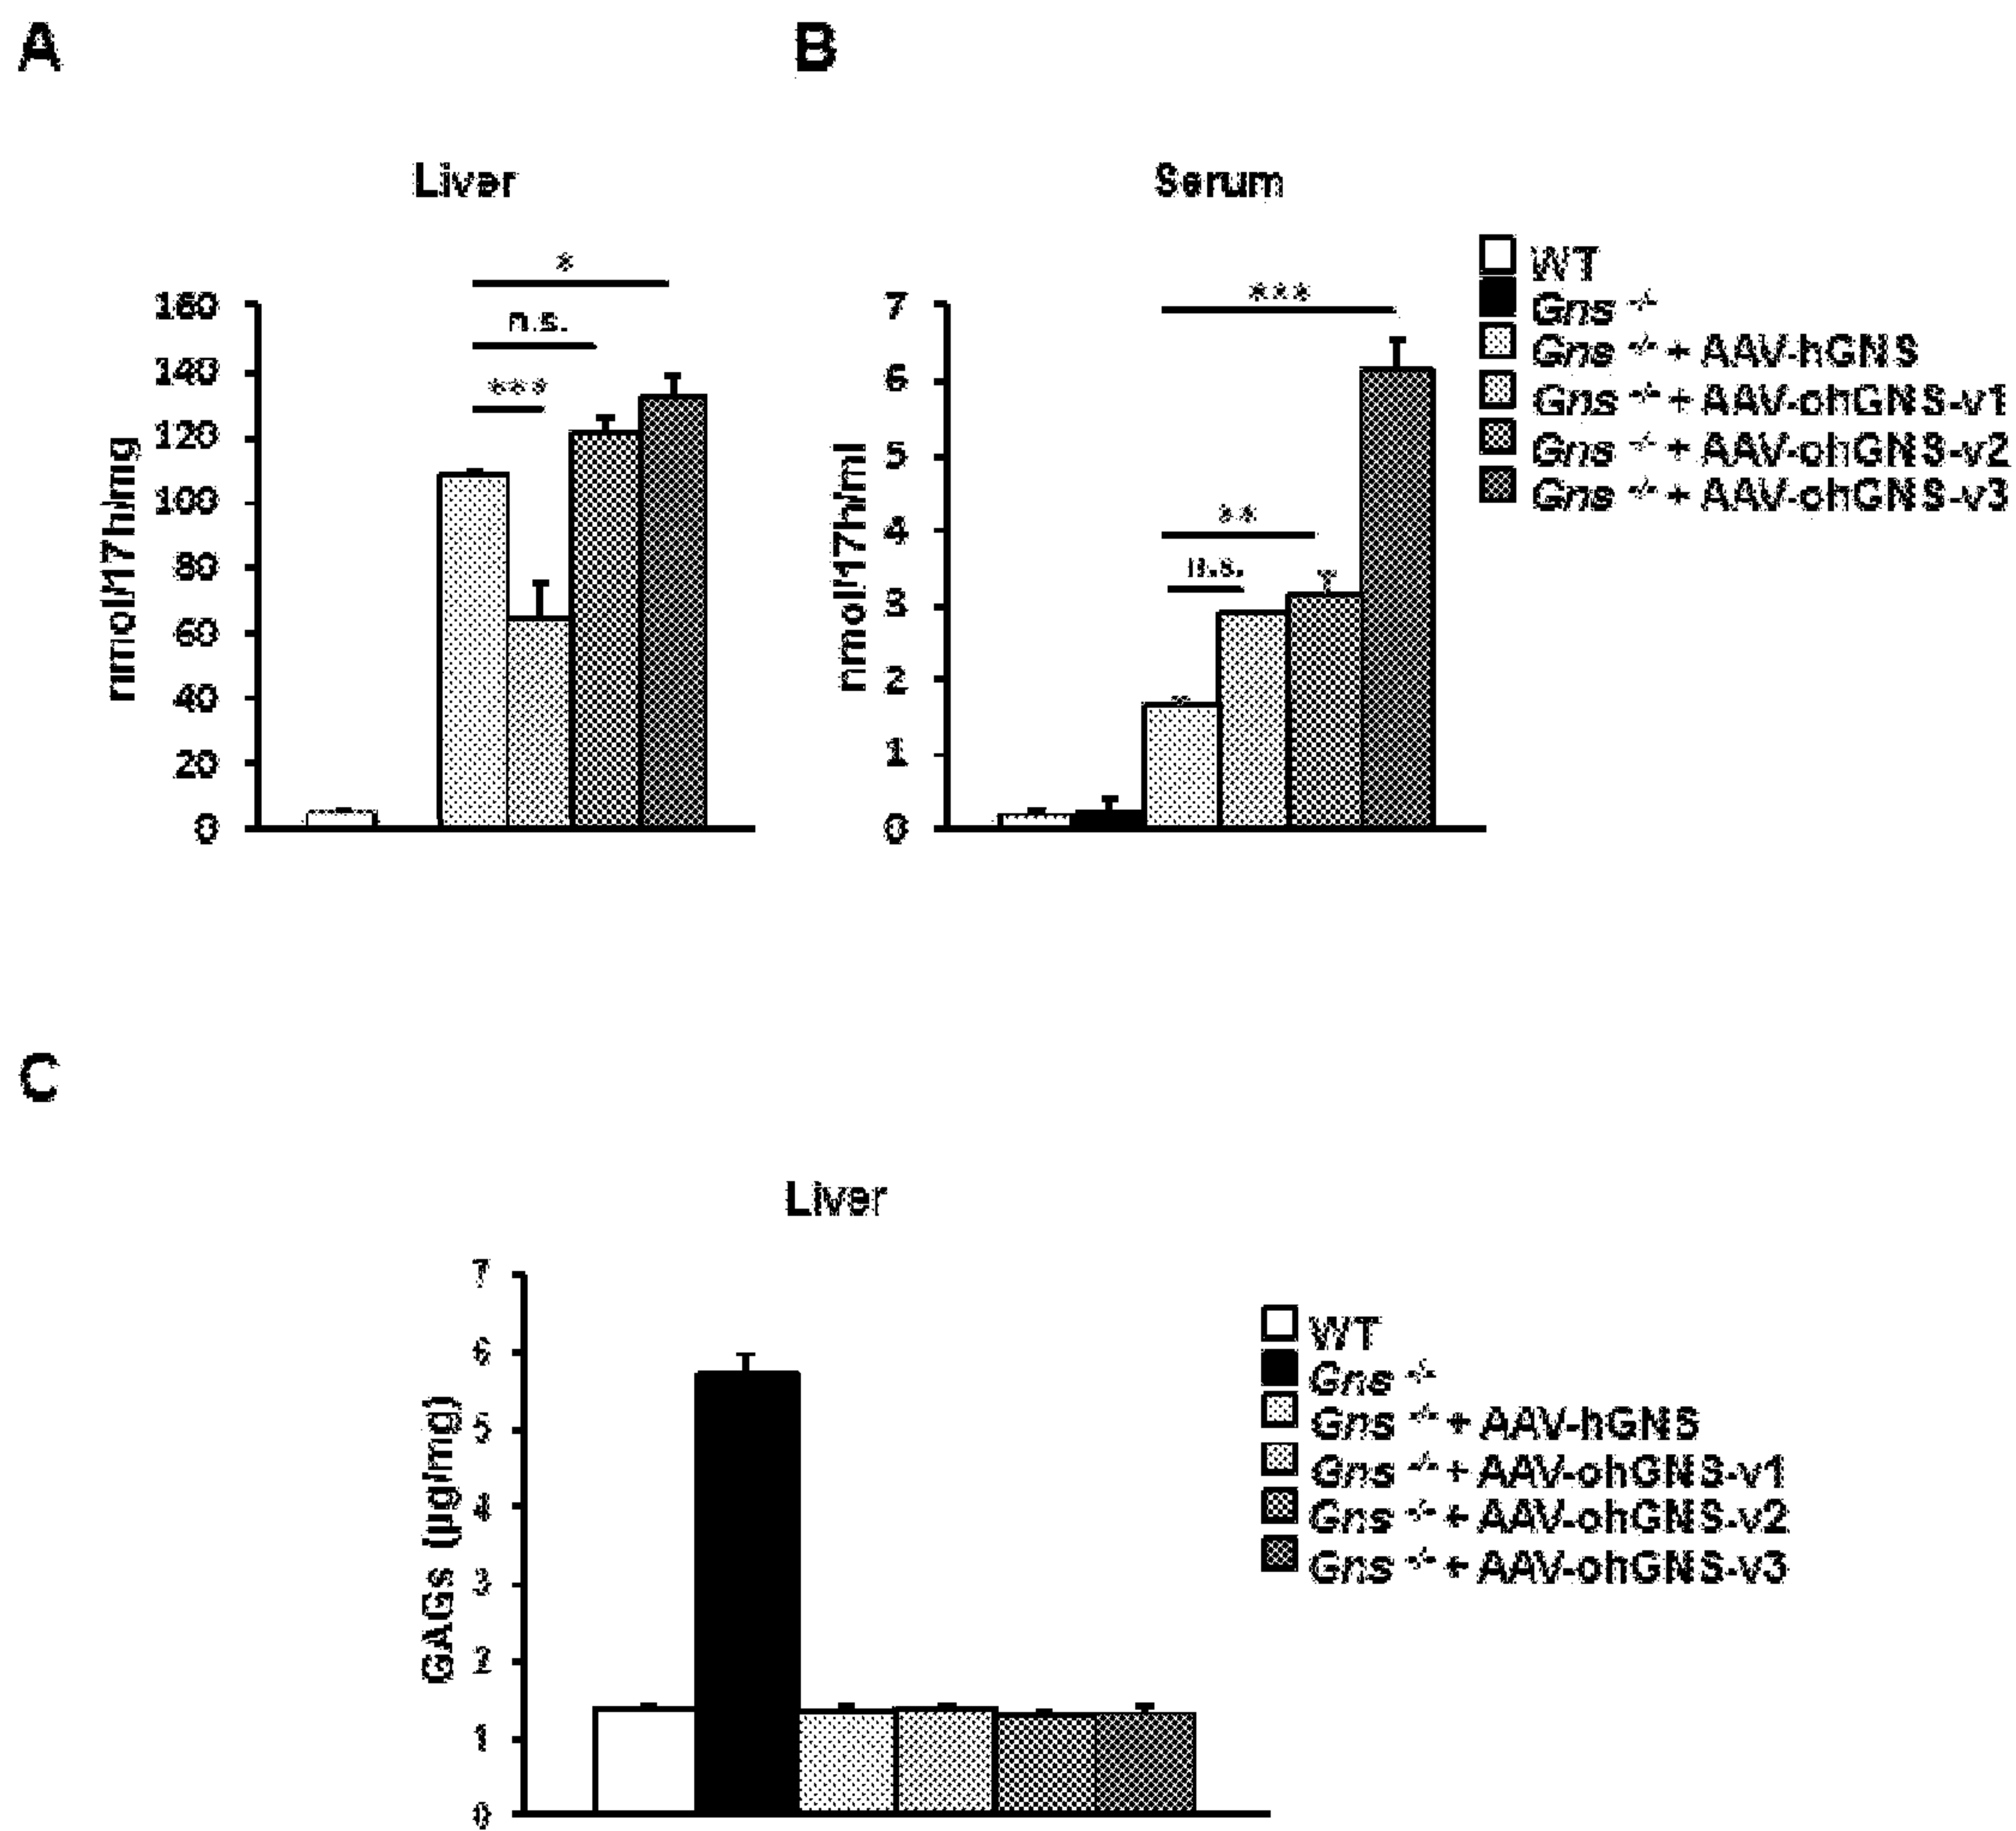 A
B
Liver
Serum
*
n.s.
***
160
140
120
100
80
60
40
20
0
nmol/17h/mg
***
**
n.s.
7
6
5
4
3
2
1
0
nmol/17h/ml
WT
Gns -/-
Gns -/- + AAV-hGNS
Gns -/- + AAV-ohGNS-v1
Gns -/- + AAV-ohGNS-v2
Gns -/- + AAV-ohGNS-v3
C
Liver
7
6
5
4
3
2
1
0
GAGs (µg/mg)
WT
Gns -/-
Gns -/- + AAV-hGNS
Gns -/- + AAV-ohGNS-v1
Gns -/- + AAV-ohGNS-v2
Gns -/- + AAV-ohGNS-v3